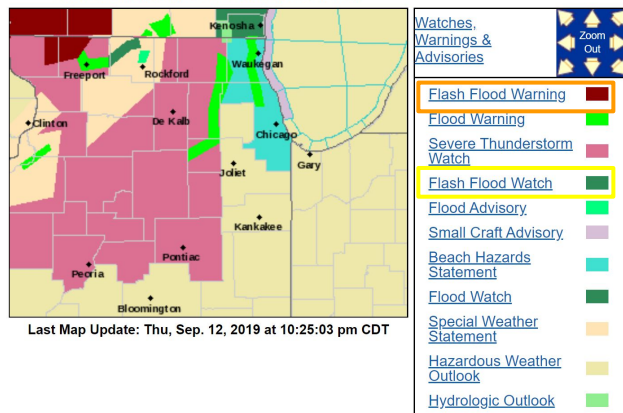 Kenosha
Waukegan
Freeport
Rockford
Clinton
De Kalb
Chicago
Joliet
Gary
Kankakee
Pontiac
Peoria
Bloomington
Last Map Update: Thu, Sep. 12, 2019 at 10:25:03 pm CDT
Watches,
Warnings &
Advisories
Zoom
Out
Flash Flood Warning
Flood Warning
Severe Thunderstorm
Watch
Flash Flood Watch
Flood Advisory
Small Craft Advisory
Beach Hazards
Statement
Flood Watch
Special Weather
Statement
Hazardous Weather
Outlook
Hydrologic Outlook